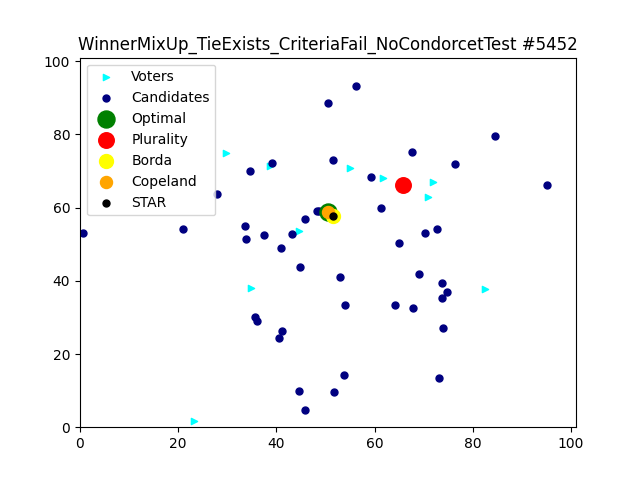 WinnerMixUp_TieExists_CriteriaFail_NoCondorcetTest #5452
100
80
60
40
20
0
Voters
Candidates
Optimal
Plurality
Borda
Copeland
STAR
0 20 40 60 80 100